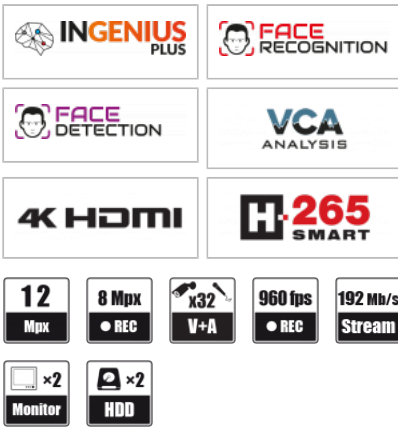 INGENIUS
PLUS
FACE
RECOGNITION
FACE
DETECTION
VCA
ANALYSIS
4K HDMI
H.265
SMART
12
Mpx
8 Mpx
REC
x32
V+A
960 fps
REC
192 Mb/s
Stream
×2
Monitor
×2
HDD